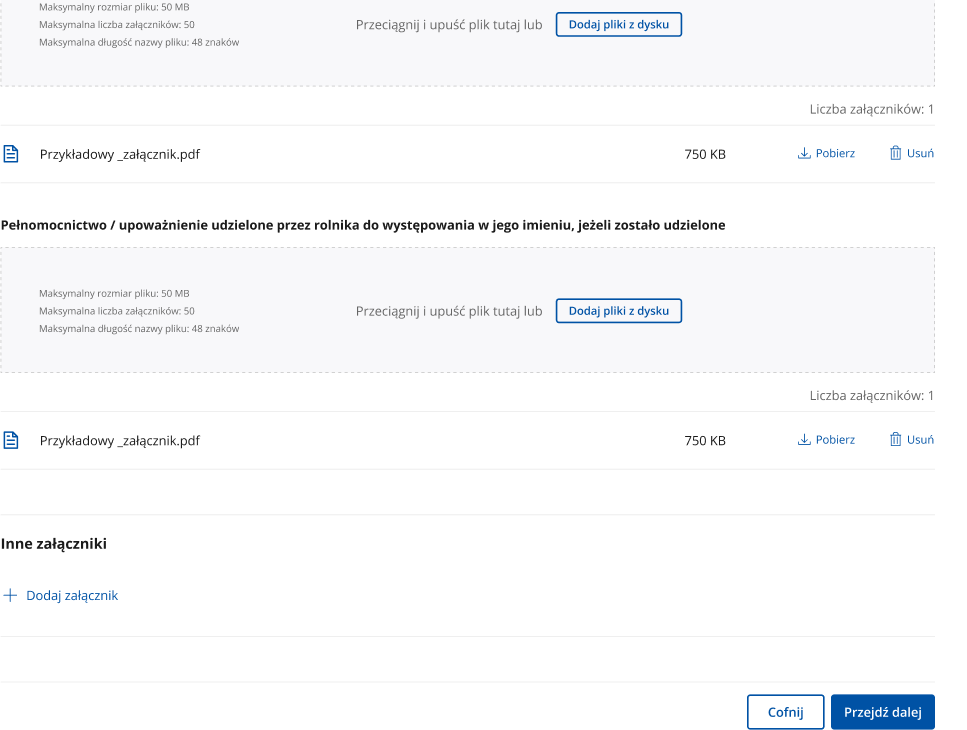 Maksymalny rozmiar pliku: 50 MB
Maksymalna liczba załączników: 50
Maksymalna długość nazwy pliku: 48 znaków
Przeciągnij i upuść plik tutaj lub Dodaj pliki z dysku
Liczba załączników: 1
Przykładowy _załącznik.pdf 750 KB Pobierz Usuń
Pełnomocnictwo / upoważnienie udzielone przez rolnika do występowania w jego imieniu, jeżeli zostało udzielone
Maksymalny rozmiar pliku: 50 MB
Maksymalna liczba załączników: 50
Maksymalna długość nazwy pliku: 48 znaków
Przeciągnij i upuść plik tutaj lub Dodaj pliki z dysku
Liczba załączników: 1
Przykładowy _załącznik.pdf 750 KB Pobierz Usuń
Inne załączniki
Dodaj załącznik
Cofnij Przejdź dalej